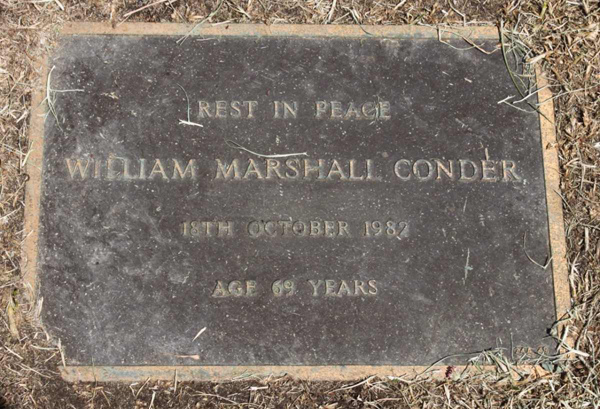 REST IN PEACE
WILLIAM MARSHALL CONDER
18TH OCTOBER 1982
AGE 69 YEARS